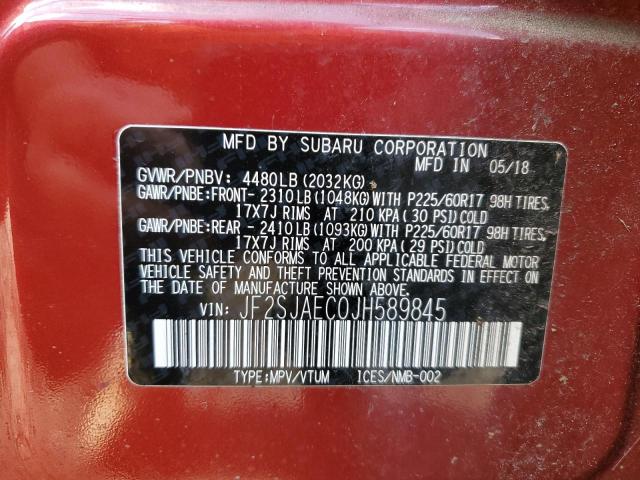 MFD BY SUBARU CORPORATION
MFD IN 05/18
GVWR/PNBV: 4480LB(2032KG)
GAWR/PNBE:FRONT-2310LB(1048KG)WITH P225/60R17 98H TIRES,
17X7J RIMS AT 210 KPA(30 PSI)COLD
GAWR/PNBE:REAR -2410LB(1093KG)WITH P225/60R17 98H TIRES,
17X7J RIMS AT 200 KPA(29 PSI)COLD
THIS VEHICLE CONFORMS TO ALL APPLICABLE FEDERAL MOTOR
VEHICLE SAFETY AND THEFT PREVENTION STANDARDS IN EFFECT ON
THE DATE OF MANUFACTURE SHOWN ABOVE.
VIN: JF2SJAEC0JH589845
TYPE:MPV/VTUM ICES/NMB-002